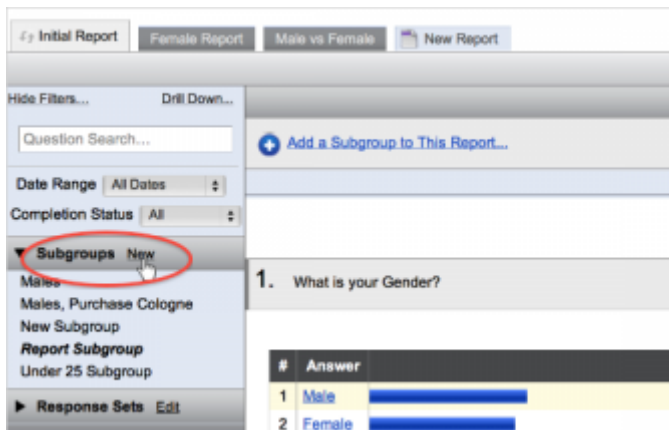 Initial Report
Female Report
Male vs Female
New Report
Hide Filters...
Drill Down...
Question Search...
Add a Subgroup to This Report...
Date Range All Dates
Completion Status All
Subgroups New
Males
Males, Purchase Cologne
New Subgroup
Report Subgroup
Under 25 Subgroup
Response Sets Edit
1. What is your Gender?
# Answer
1 Male
2 Female